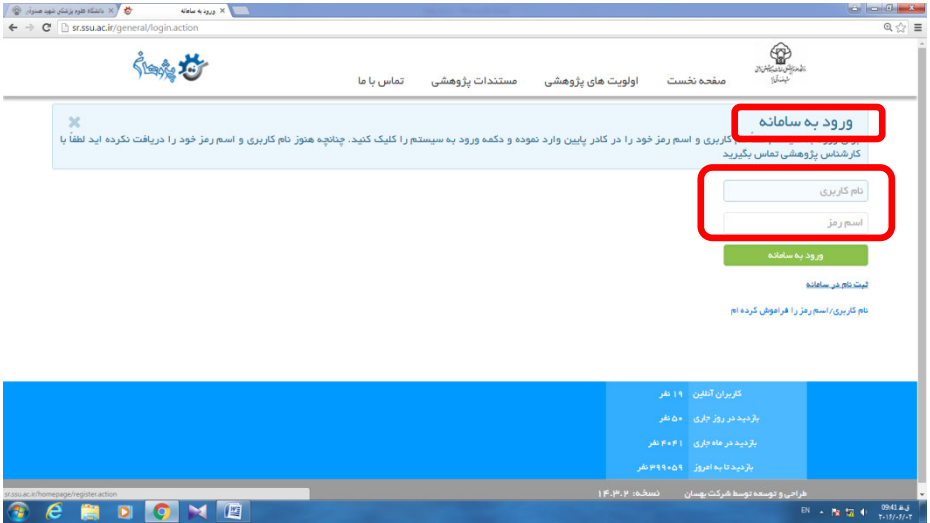 ورود به سامانه
sr.ssu.ac.ir/general/login.action
پژوهان
صفحه نخست
اولویت های پژوهشی
مستندات پژوهشی
تماس با ما
ورود به سامانه
کاربری و اسم رمز خود را در کادر پایین وارد نموده و دکمه ورود به سیستم را کلیک کنید. چنانچه هنوز نام کاربری و اسم رمز خود را دریافت نکرده اید لطفاً با
کارشناس پژوهشی تماس بگیرید
نام کاربری
اسم رمز
ورود به سامانه
ثبت نام در سامانه
نام کاربری/اسم رمز را فراموش کرده ام
کاربران آنلاین ۱۹ نفر
بازدید در روز جاری ۵۰ نفر
بازدید در ماه جاری ۴۰۴۱ نفر
بازدید تا به امروز ۳۹۹۰۵۹ نفر
طراحی و توسعه توسط شرکت بهسان نسخه: ۱۴.۳.۲
sr.ssu.ac.ir/homepage/register.action
EN
09:41 ق.ظ